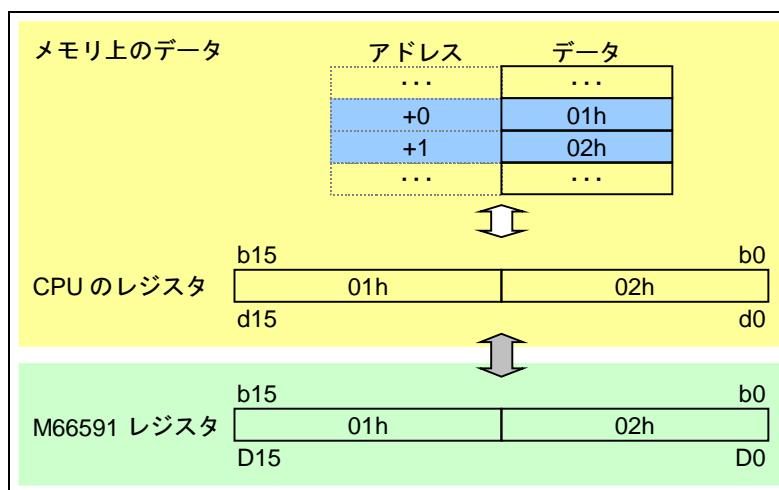 メモリ上のデータ
アドレス データ
... ...
+0 01h
+1 02h
... ...
b15 b0
CPU のレジスタ 01h 02h
d15 d0
b15 b0
M66591 レジスタ 01h 02h
D15 D0